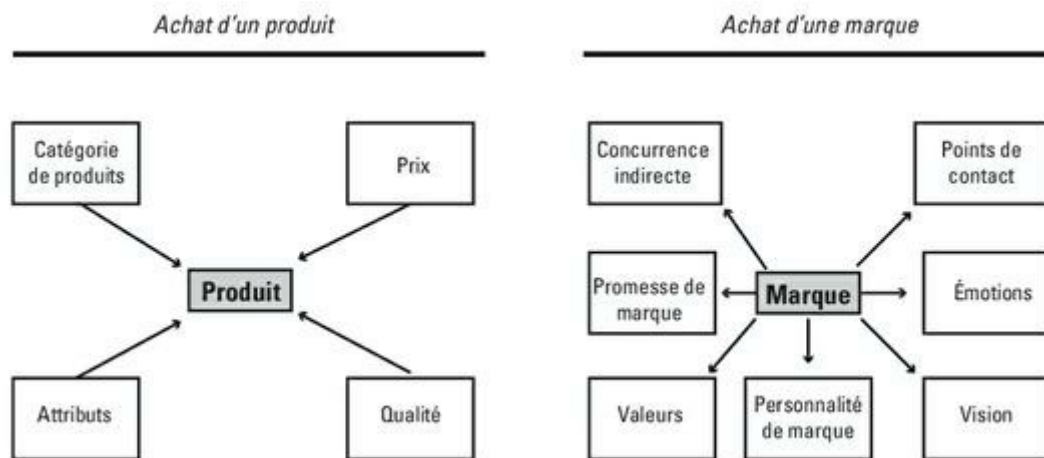 Achat d'un produit
Catégorie
de produits
Prix
Produit
Attributs
Qualité
Achat d'une marque
Concurrence
indirecte
Points de
contact
Promesse de
marque
Marque
Émotions
Valeurs
Personnalité
de marque
Vision